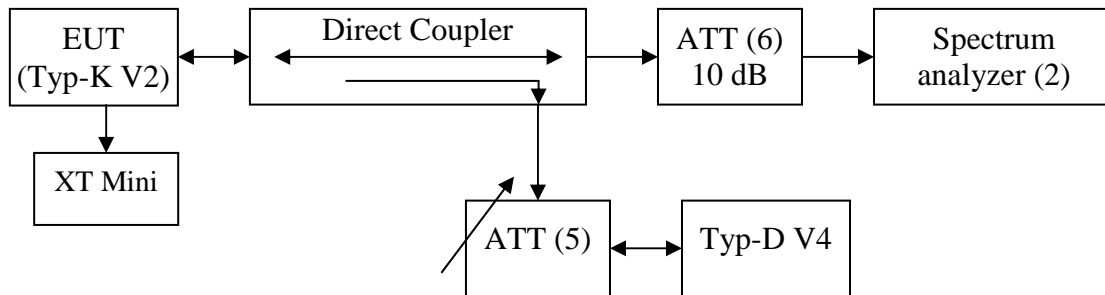 EUT
(Typ-K V2)
Direct Coupler
ATT (6)
10 dB
Spectrum
analyzer (2)
XT Mini
ATT (5)
Typ-D V4